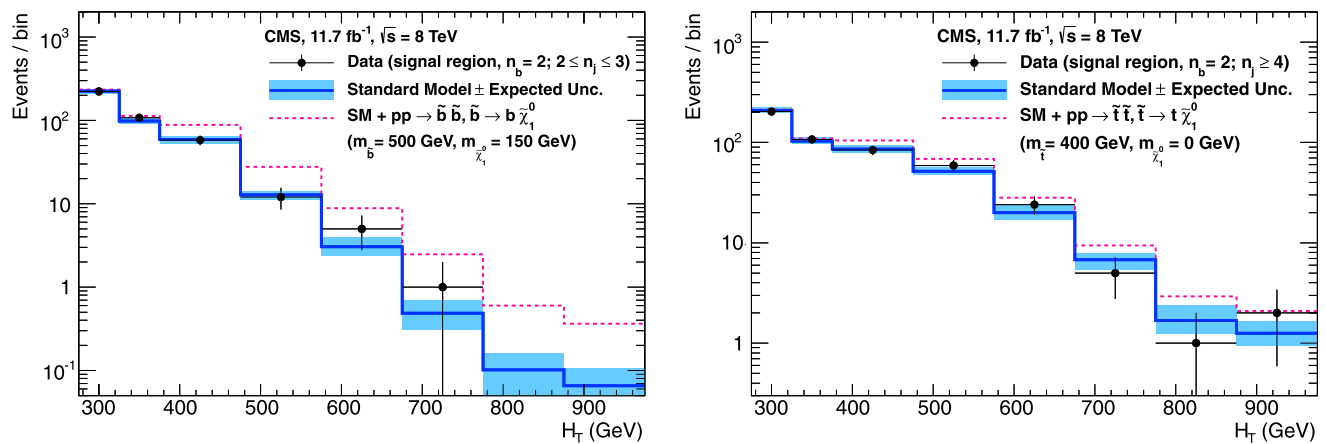 Events / bin
10³
10²
10
1
10⁻¹
CMS, 11.7 fb⁻¹, √s = 8 TeV
Data (signal region, n_b = 2; 2 ≤ n_j ≤ 3)
Standard Model ± Expected Unc.
SM + pp → b̃ b̃, b̃ → b χ̃₁⁰
(m_b̃ = 500 GeV, m_χ̃₁⁰ = 150 GeV)
300 400 500 600 700 800 900
H_T (GeV)
Events / bin
10³
10²
10
1
CMS, 11.7 fb⁻¹, √s = 8 TeV
Data (signal region, n_b = 2; n_j ≥ 4)
Standard Model ± Expected Unc.
SM + pp → t̃ t̃, t̃ → t χ̃₁⁰
(m_t̃ = 400 GeV, m_χ̃₁⁰ = 0 GeV)
300 400 500 600 700 800 900
H_T (GeV)